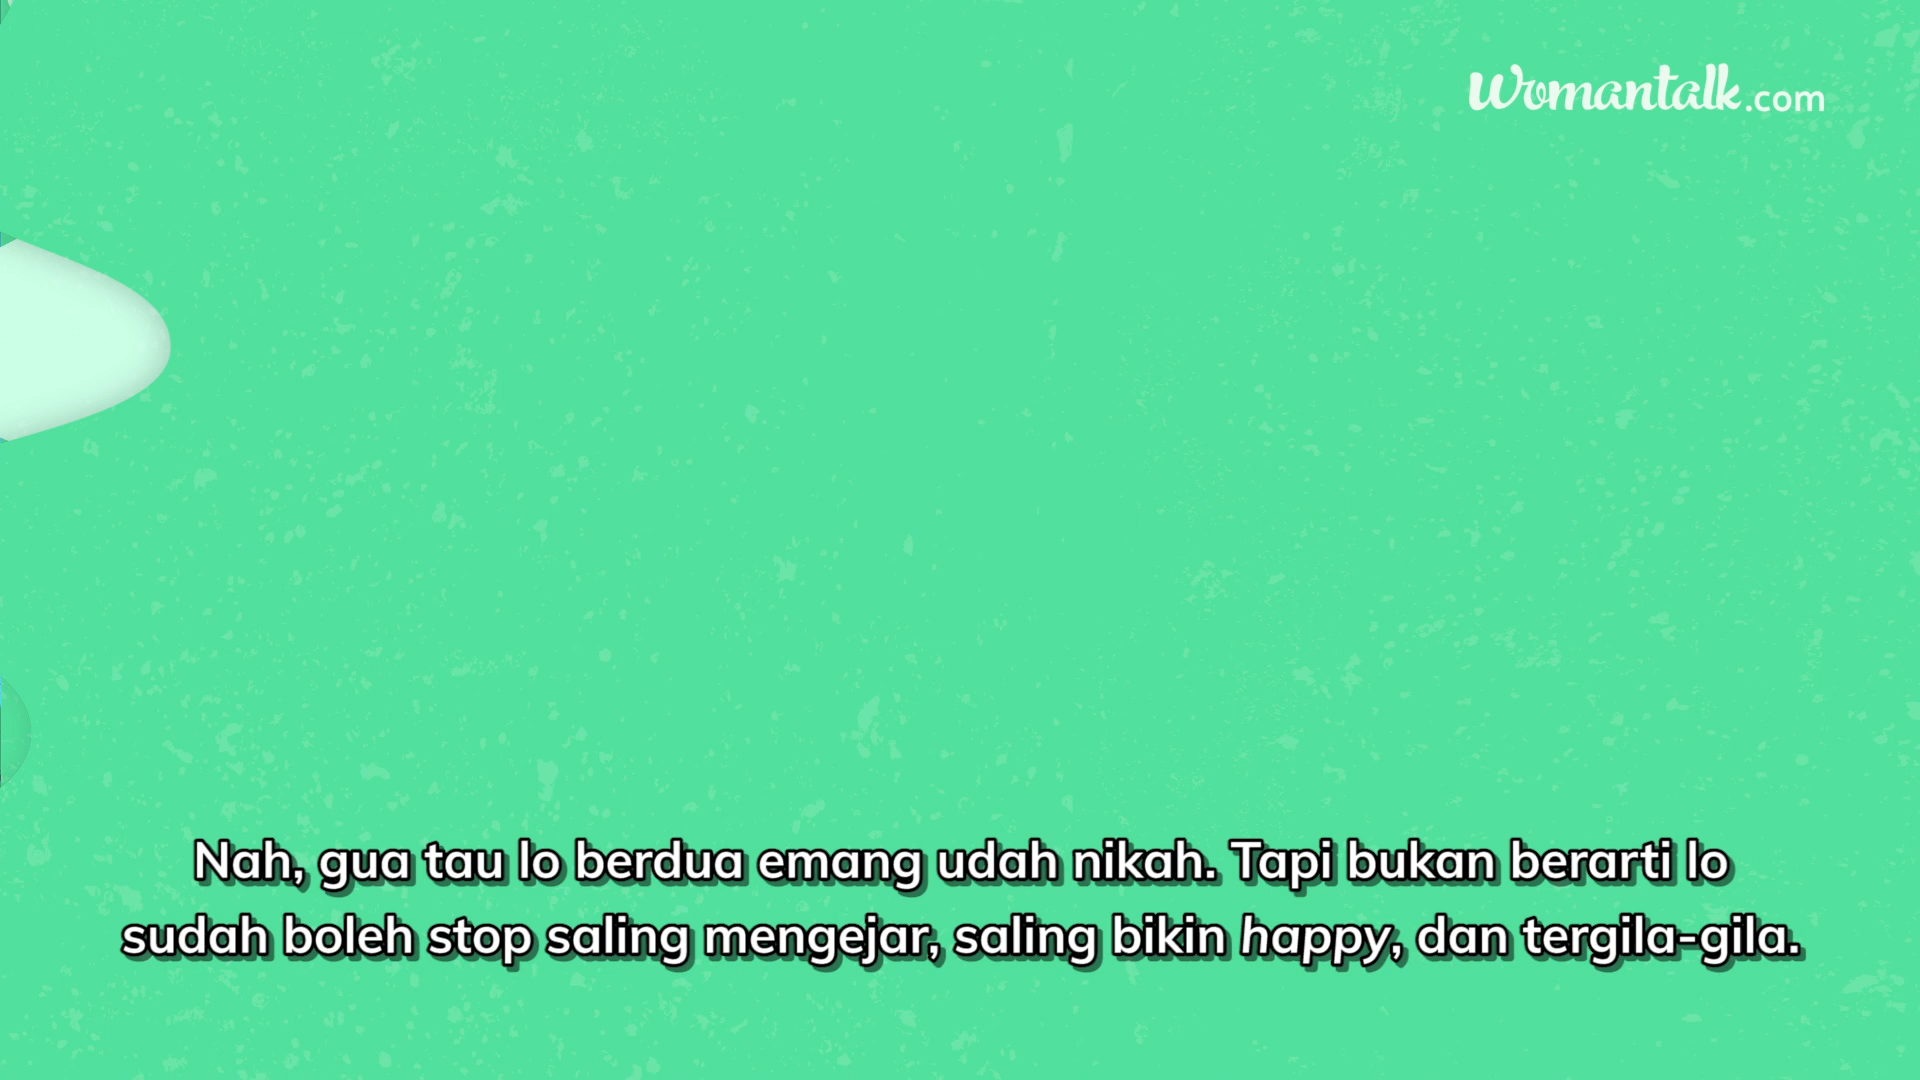 Womantalk.com
Nah, gua tau lo berdua emang udah nikah. Tapi bukan berarti lo
sudah boleh stop saling mengejar, saling bikin happy, dan tergila-gila.